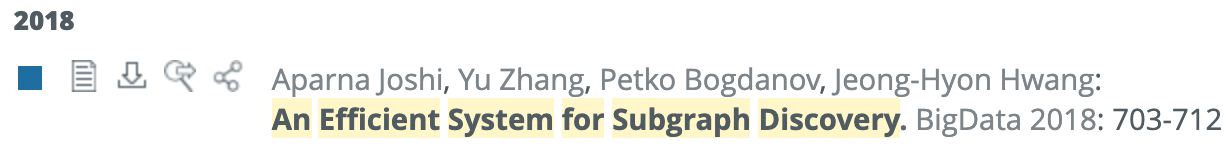 2018
Aparna Joshi, Yu Zhang, Petko Bogdanov, Jeong-Hyon Hwang:
An Efficient System for Subgraph Discovery. BigData 2018: 703-712